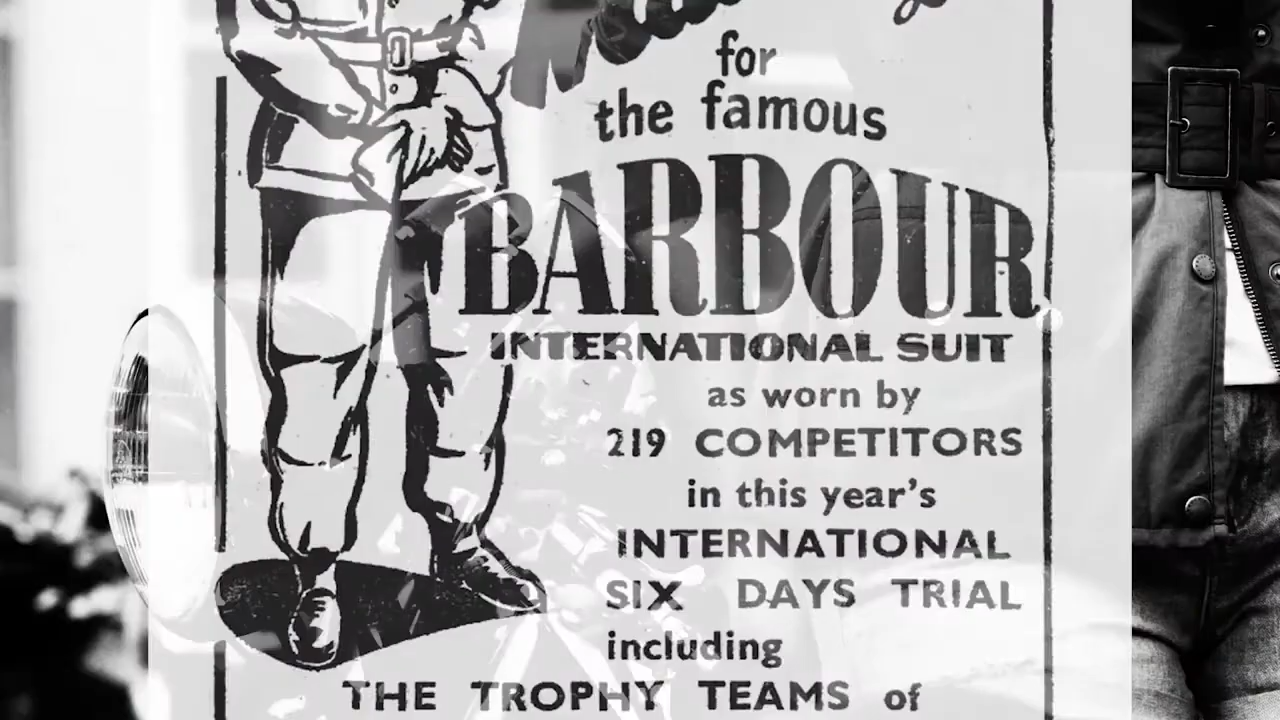 for
the famous
BARBOUR
INTERNATIONAL SUIT
as worn by
219 COMPETITORS
in this year's
INTERNATIONAL
SIX DAYS TRIAL
including
THE TROPHY TEAMS of